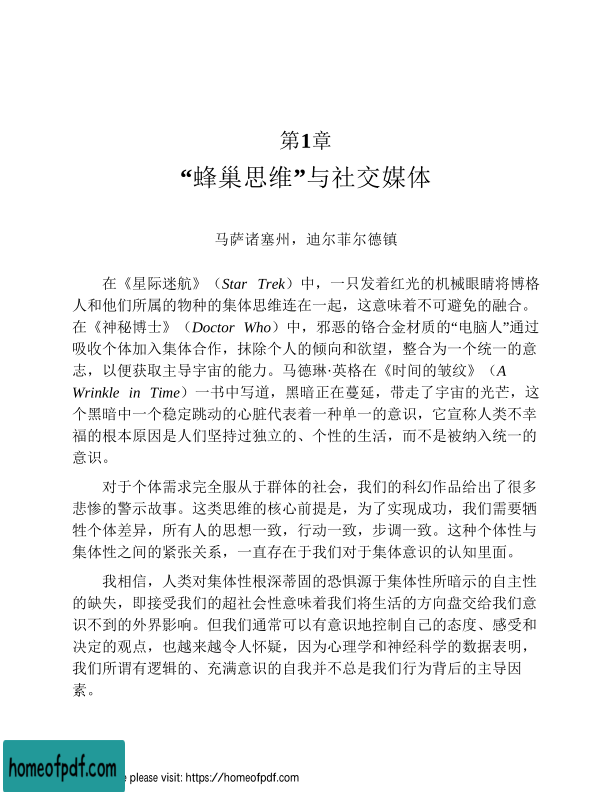 第1章
“蜂巢思维”与社交媒体
马萨诸塞州，迪尔菲尔德镇
在《星际迷航》（Star Trek）中，一只发着红光的机械眼睛将博格
人和他们所属的物种的集体思维连在一起，这意味着不可避免的融合。
在《神秘博士》（Doctor Who）中，邪恶的铬合金材质的“电脑人”通过
吸收个体加入集体合作，抹除个人的倾向和欲望，整合为一个统一的意
志，以便获取主导宇宙的能力。马德琳·英格在《时间的皱纹》（A
Wrinkle in Time）一书中写道，黑暗正在蔓延，带走了宇宙的光芒，这
个黑暗中一个稳定跳动的心脏代表着一种单一的意识，它宣称人类不幸
福的根本原因是人们坚持过独立的、个性的生活，而不是被纳入统一的
意识。
对于个体需求完全服从于群体的社会，我们的科幻作品给出了很多
悲惨的警示故事。这类思维的核心前提是，为了实现成功，我们需要牺
牲个体差异，所有人的思想一致，行动一致，步调一致。这种个体性与
集体性之间的紧张关系，一直存在于我们对于集体意识的认知里面。
我相信，人类对集体性根深蒂固的恐惧源于集体性所暗示的自主性
的缺失，即接受我们的超社会性意味着我们将生活的方向盘交给我们意
识不到的外界影响。但我们通常可以有意识地控制自己的态度、感受和
决定的观点，也越来越令人怀疑，因为心理学和神经科学的数据表明，
我们所谓有逻辑的、充满意识的自我并不总是我们行为背后的主导因
素。
homeofpdf.com
e please visit: https://homeofpdf.com